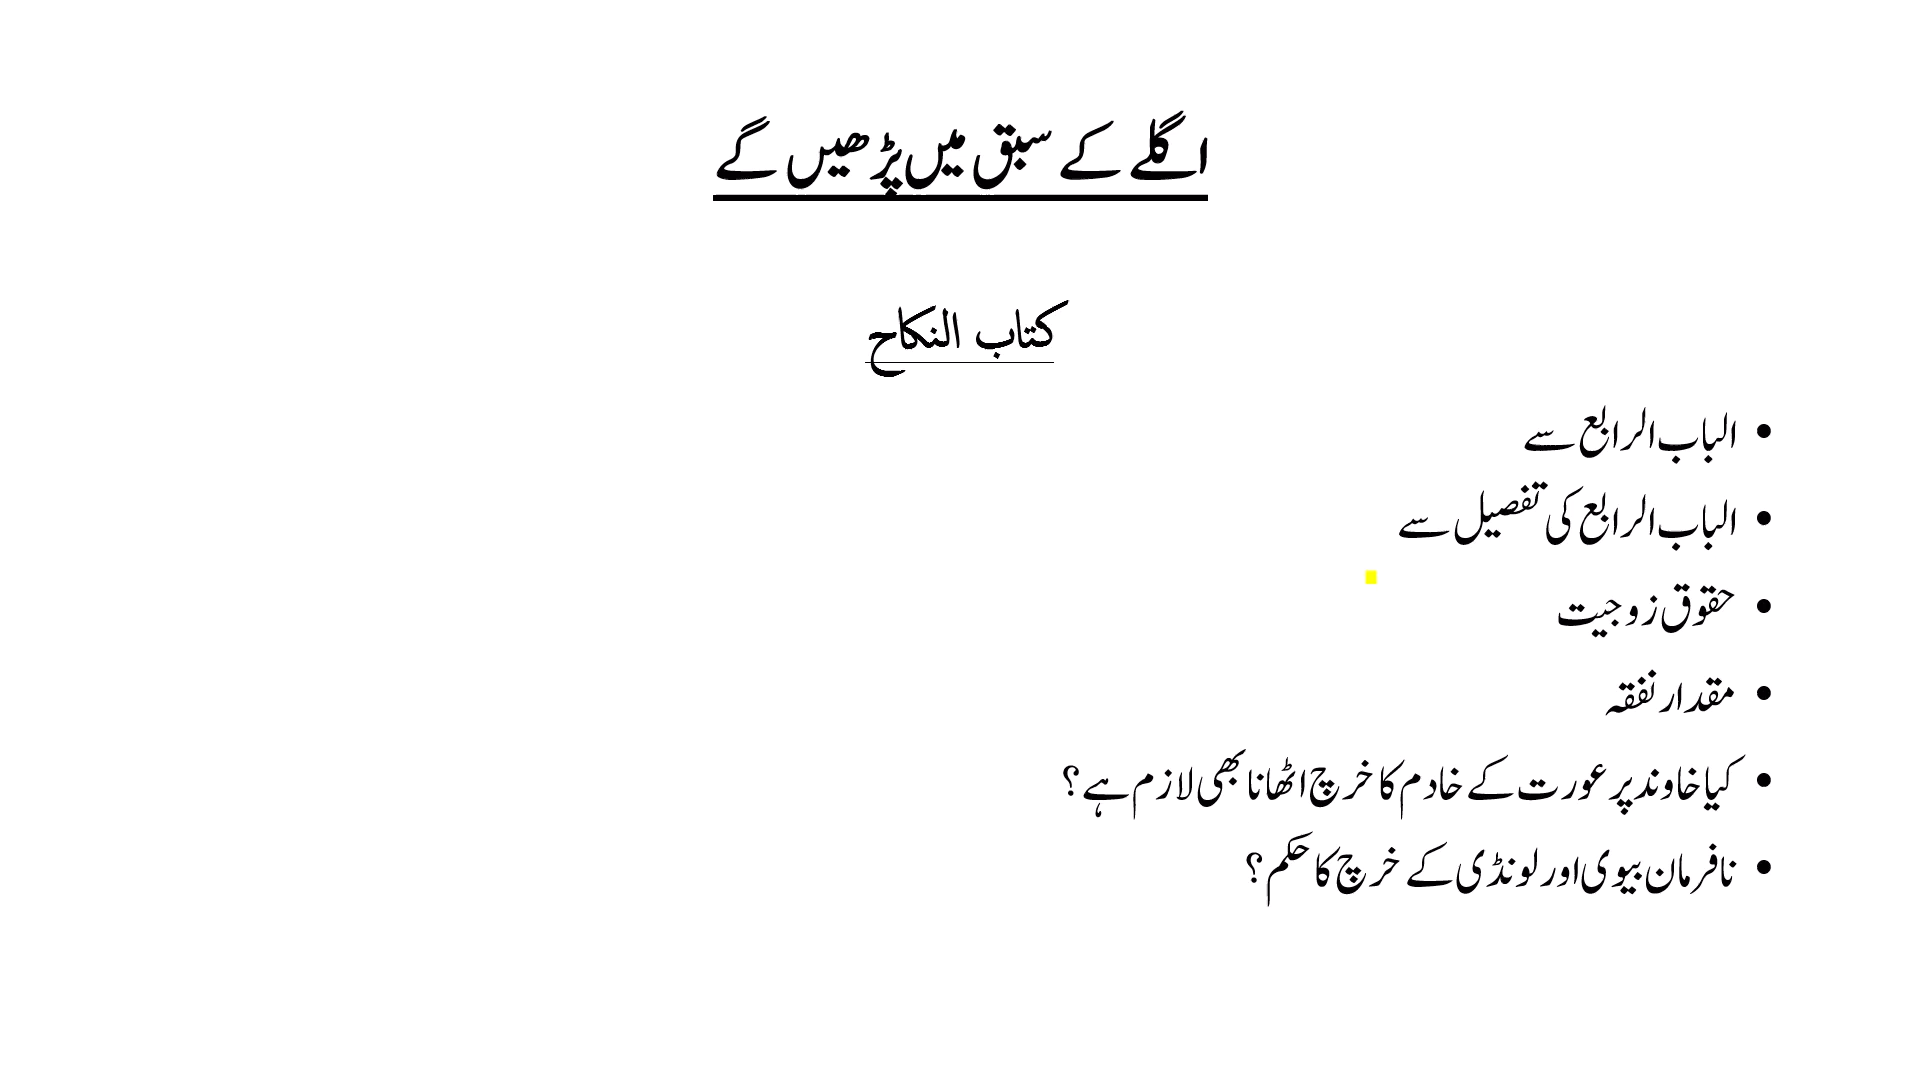 اگلے کے سبق میں پڑھیں گے
كتاب النكاح
الباب الرابع سے
الباب الرابع کی تفصیل سے
حقوق زوجیت
مقدار نفقہ
کیا خاوند پر عورت کے خادم کا خرچ اٹھانا بھی لازم ہے؟
نافرمان بیوی اور لونڈی کے خرچ کا حکم؟